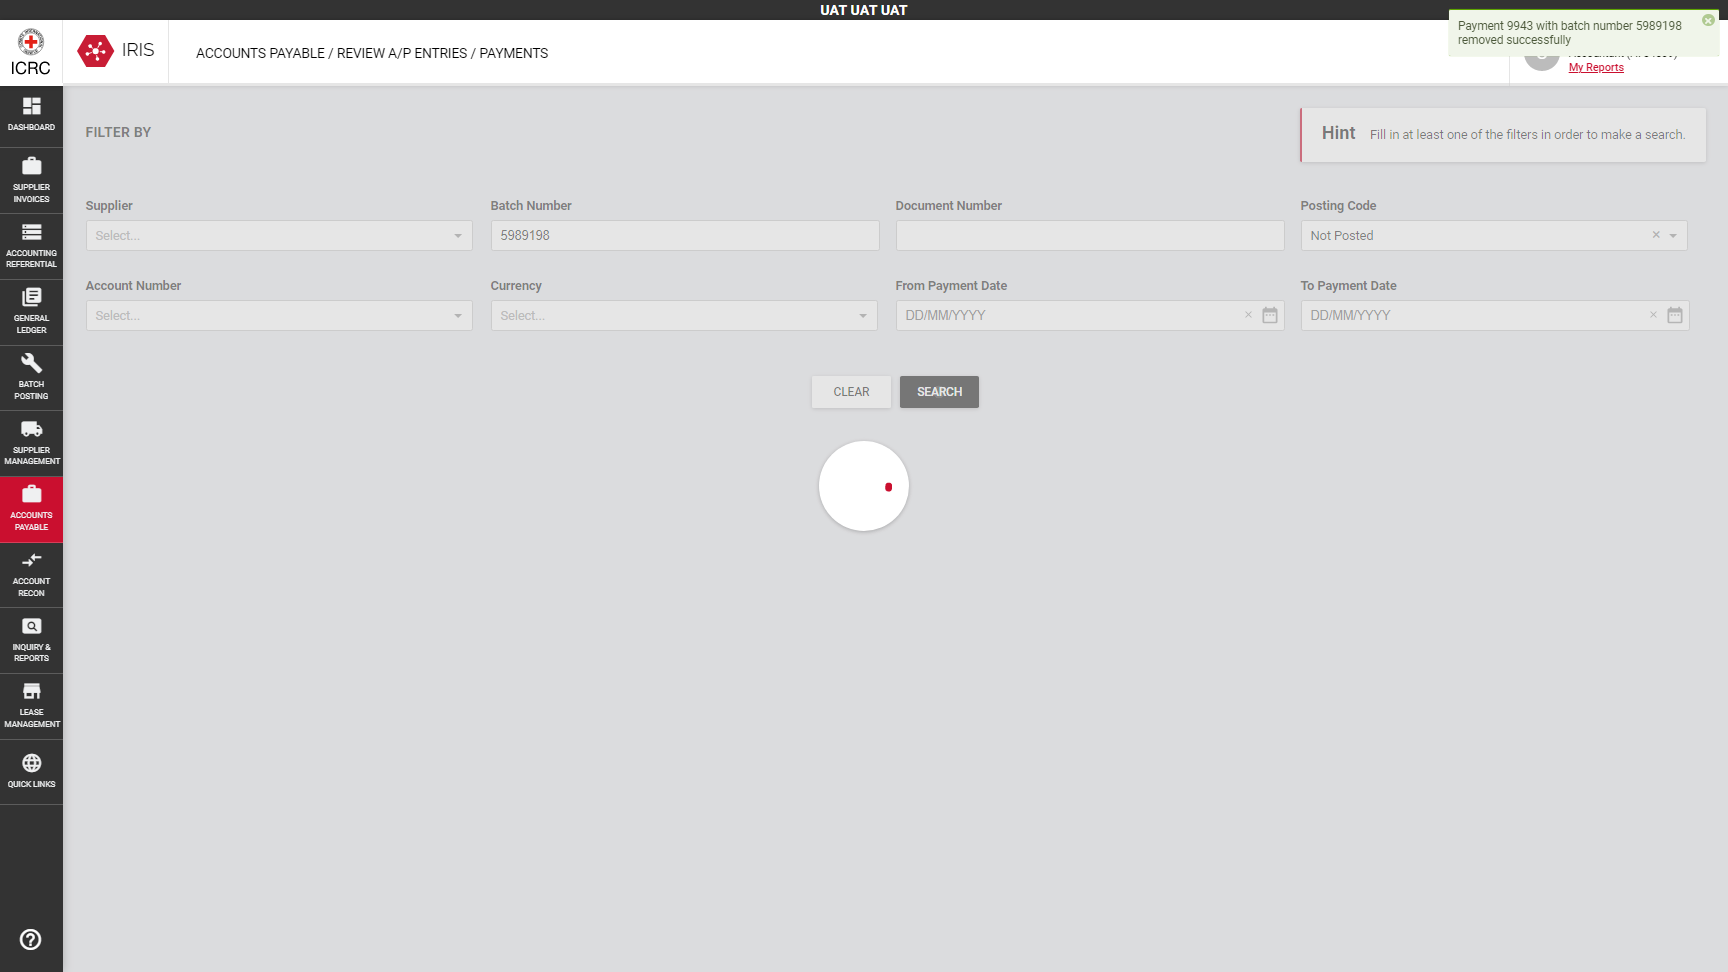 UAT UAT UAT
ICRC
IRIS
ACCOUNTS PAYABLE / REVIEW A/P ENTRIES / PAYMENTS
Payment 9943 with batch number 5989198
removed successfully
My Reports
DASHBOARD
SUPPLIER
INVOICES
ACCOUNTING
REFERENTIAL
GENERAL
LEDGER
BATCH
POSTING
SUPPLIER
MANAGEMENT
ACCOUNTS
PAYABLE
ACCOUNT
RECON
INQUIRY &
REPORTS
LEASE
MANAGEMENT
QUICK LINKS
FILTER BY
Hint Fill in at least one of the filters in order to make a search.
Supplier Batch Number Document Number Posting Code
Select... 5989198 Not Posted
Account Number Currency From Payment Date To Payment Date
Select... Select... DD/MM/YYYY DD/MM/YYYY
CLEAR SEARCH